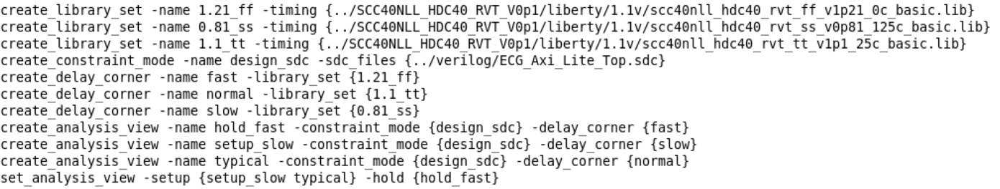 create_library_set -name 1.21_ff -timing {../SCC40NLL_HDC40_RVT_V0p1/liberty/1.1v/scc40nll_hdc40_rvt_ff_v1p21_0c_basic.lib}
create_library_set -name 0.81_ss -timing {../SCC40NLL_HDC40_RVT_V0p1/liberty/1.1v/scc40nll_hdc40_rvt_ss_v0p81_125c_basic.lib}
create_library_set -name 1.1_tt -timing {../SCC40NLL_HDC40_RVT_V0p1/liberty/1.1v/scc40nll_hdc40_rvt_tt_v1p1_25c_basic.lib}
create_constraint_mode -name design_sdc -sdc_files {../verilog/ECG_Axi_Lite_Top.sdc}
create_delay_corner -name fast -library_set {1.21_ff}
create_delay_corner -name normal -library_set {1.1_tt}
create_delay_corner -name slow -library_set {0.81_ss}
create_analysis_view -name hold_fast -constraint_mode {design_sdc} -delay_corner {fast}
create_analysis_view -name setup_slow -constraint_mode {design_sdc} -delay_corner {slow}
create_analysis_view -name typical -constraint_mode {design_sdc} -delay_corner {normal}
set_analysis_view -setup {setup_slow typical} -hold {hold_fast}